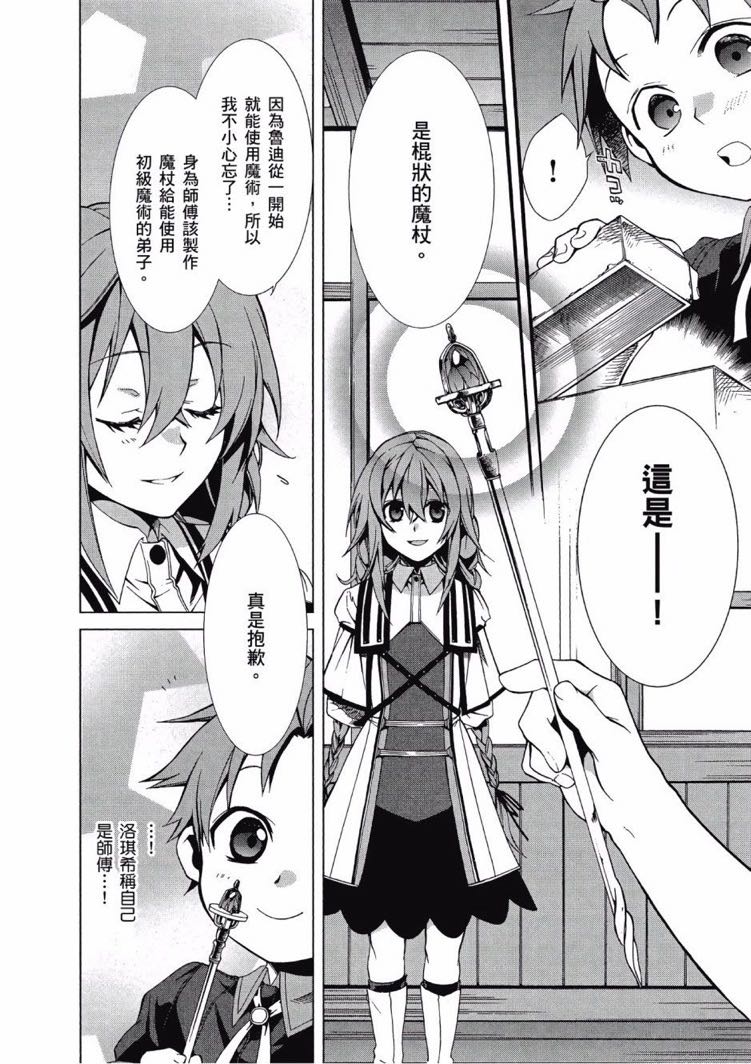 ！
這是──！
是棍狀的魔杖。
因為魯迪從一開始
就能使用魔術，所以
我不小心忘了…
身為師傅該製作
魔杖給能使用
初級魔術的弟子。
真是抱歉。
…！
洛琪希稱自己
是師傅…！